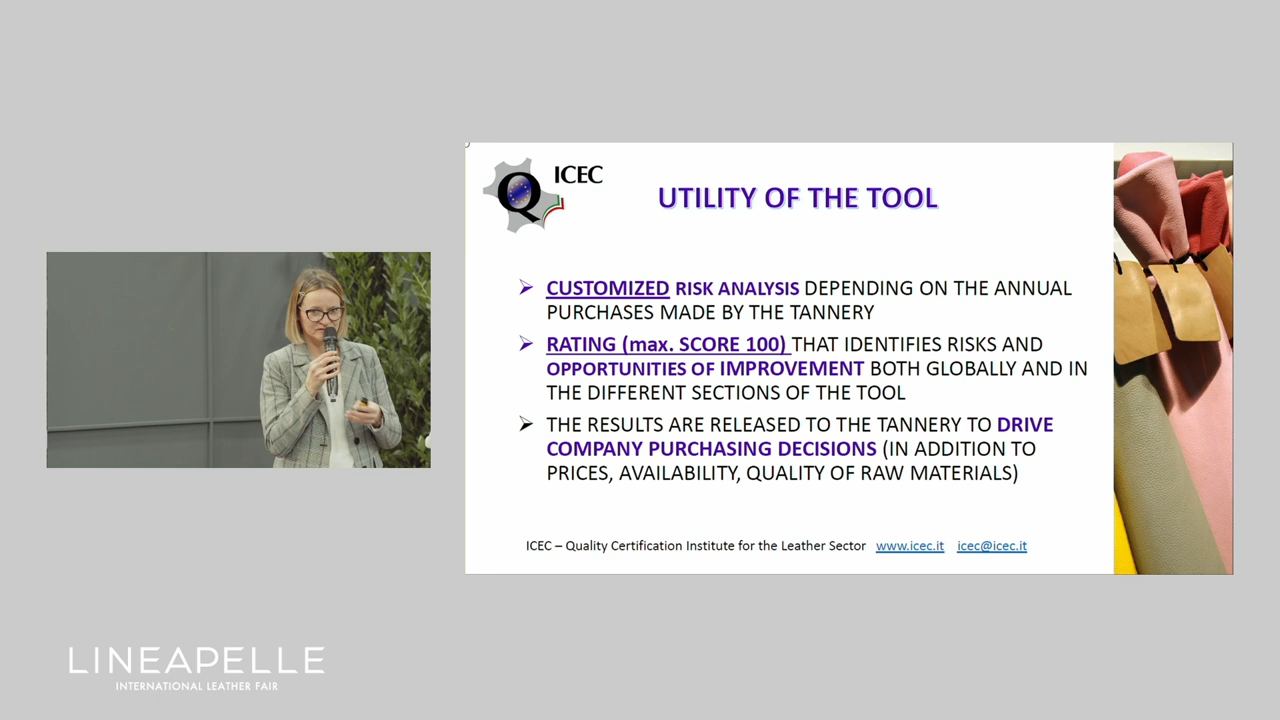 ICEC
Q
UTILITY OF THE TOOL
CUSTOMIZED RISK ANALYSIS DEPENDING ON THE ANNUAL
PURCHASES MADE BY THE TANNERY
RATING (max. SCORE 100) THAT IDENTIFIES RISKS AND
OPPORTUNITIES OF IMPROVEMENT BOTH GLOBALLY AND IN
THE DIFFERENT SECTIONS OF THE TOOL
THE RESULTS ARE RELEASED TO THE TANNERY TO DRIVE
COMPANY PURCHASING DECISIONS (IN ADDITION TO
PRICES, AVAILABILITY, QUALITY OF RAW MATERIALS)
ICEC – Quality Certification Institute for the Leather Sector www.icec.it icec@icec.it
LINEAPELLE
INTERNATIONAL LEATHER FAIR